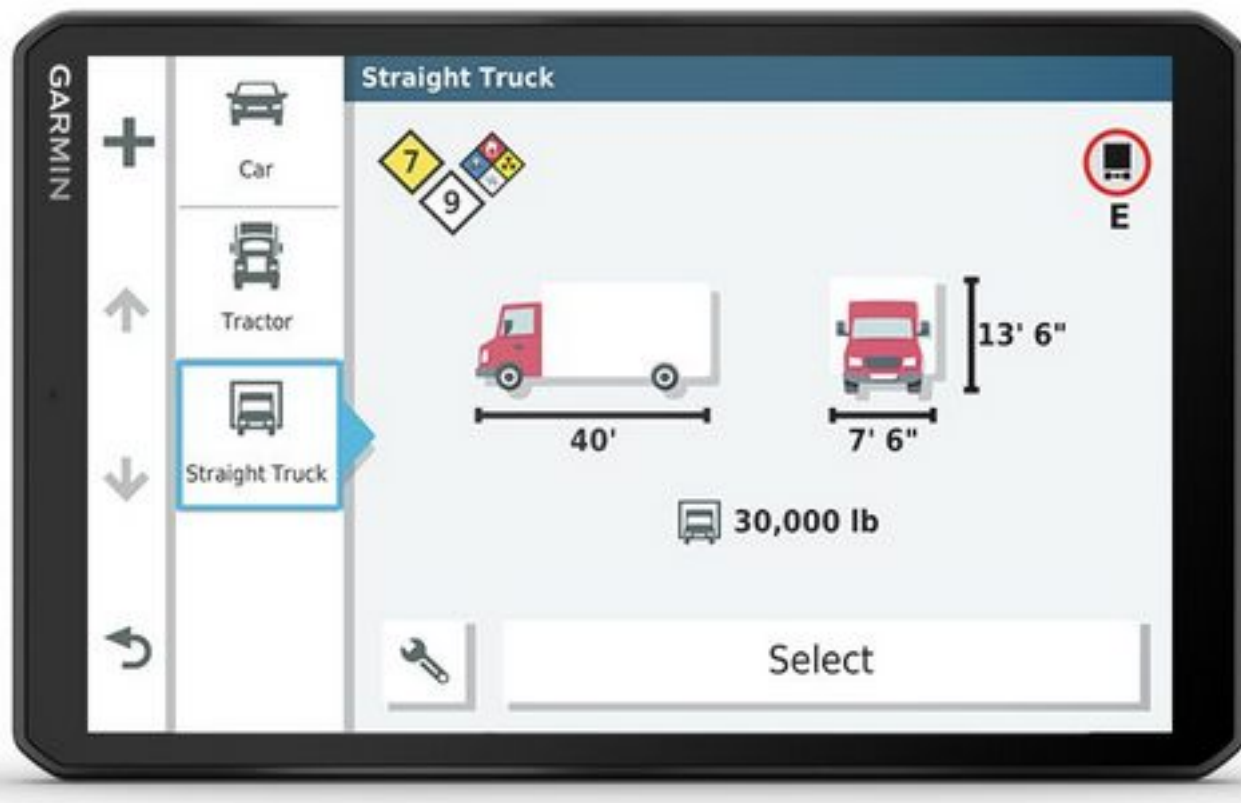 GARMIN
Car
Tractor
Straight Truck
Straight Truck
7
9
E
13' 6"
40'
7' 6"
30,000 lb
Select